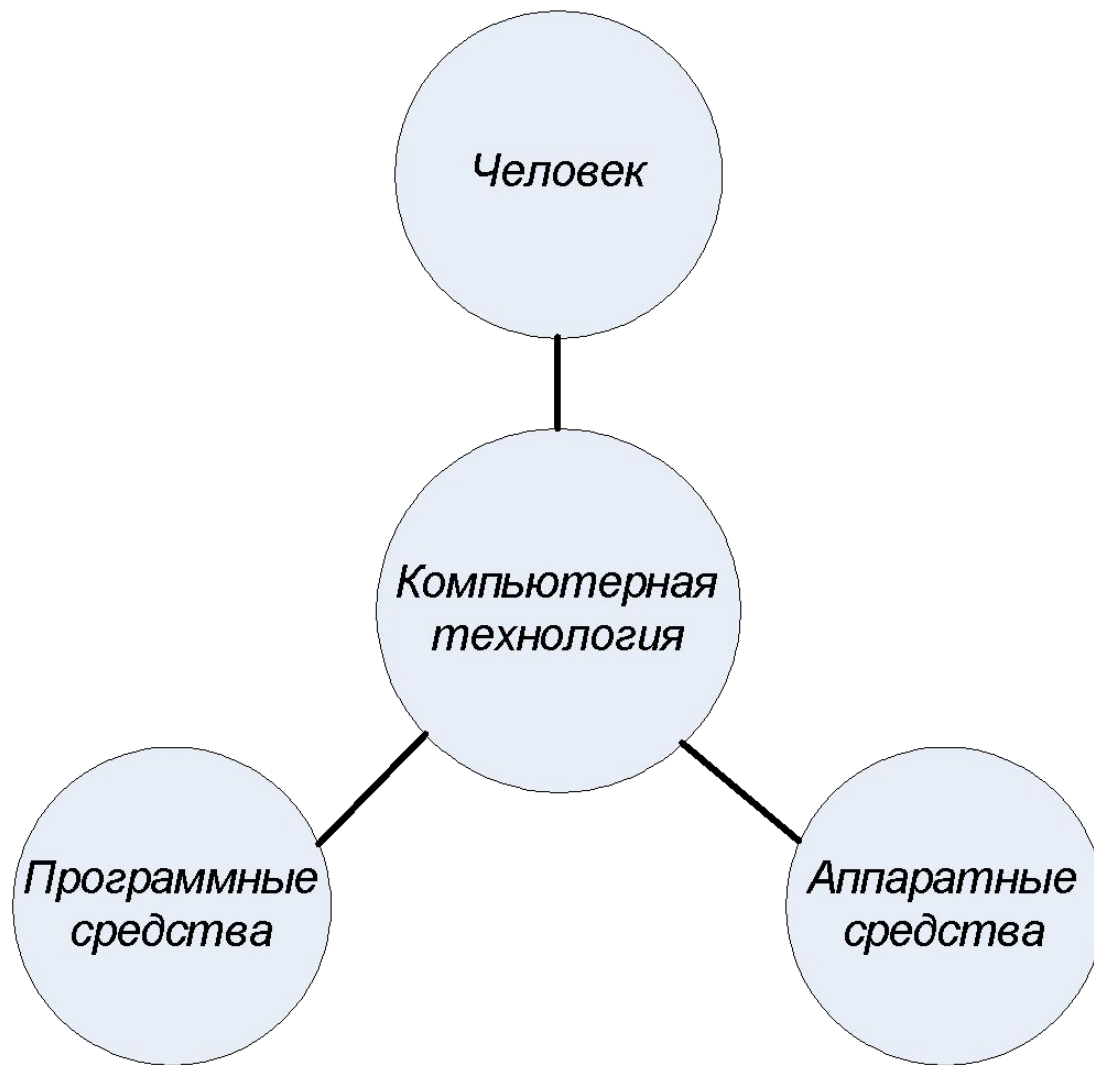 Человек
Компьютерная
технология
Программные
средства
Аппаратные
средства